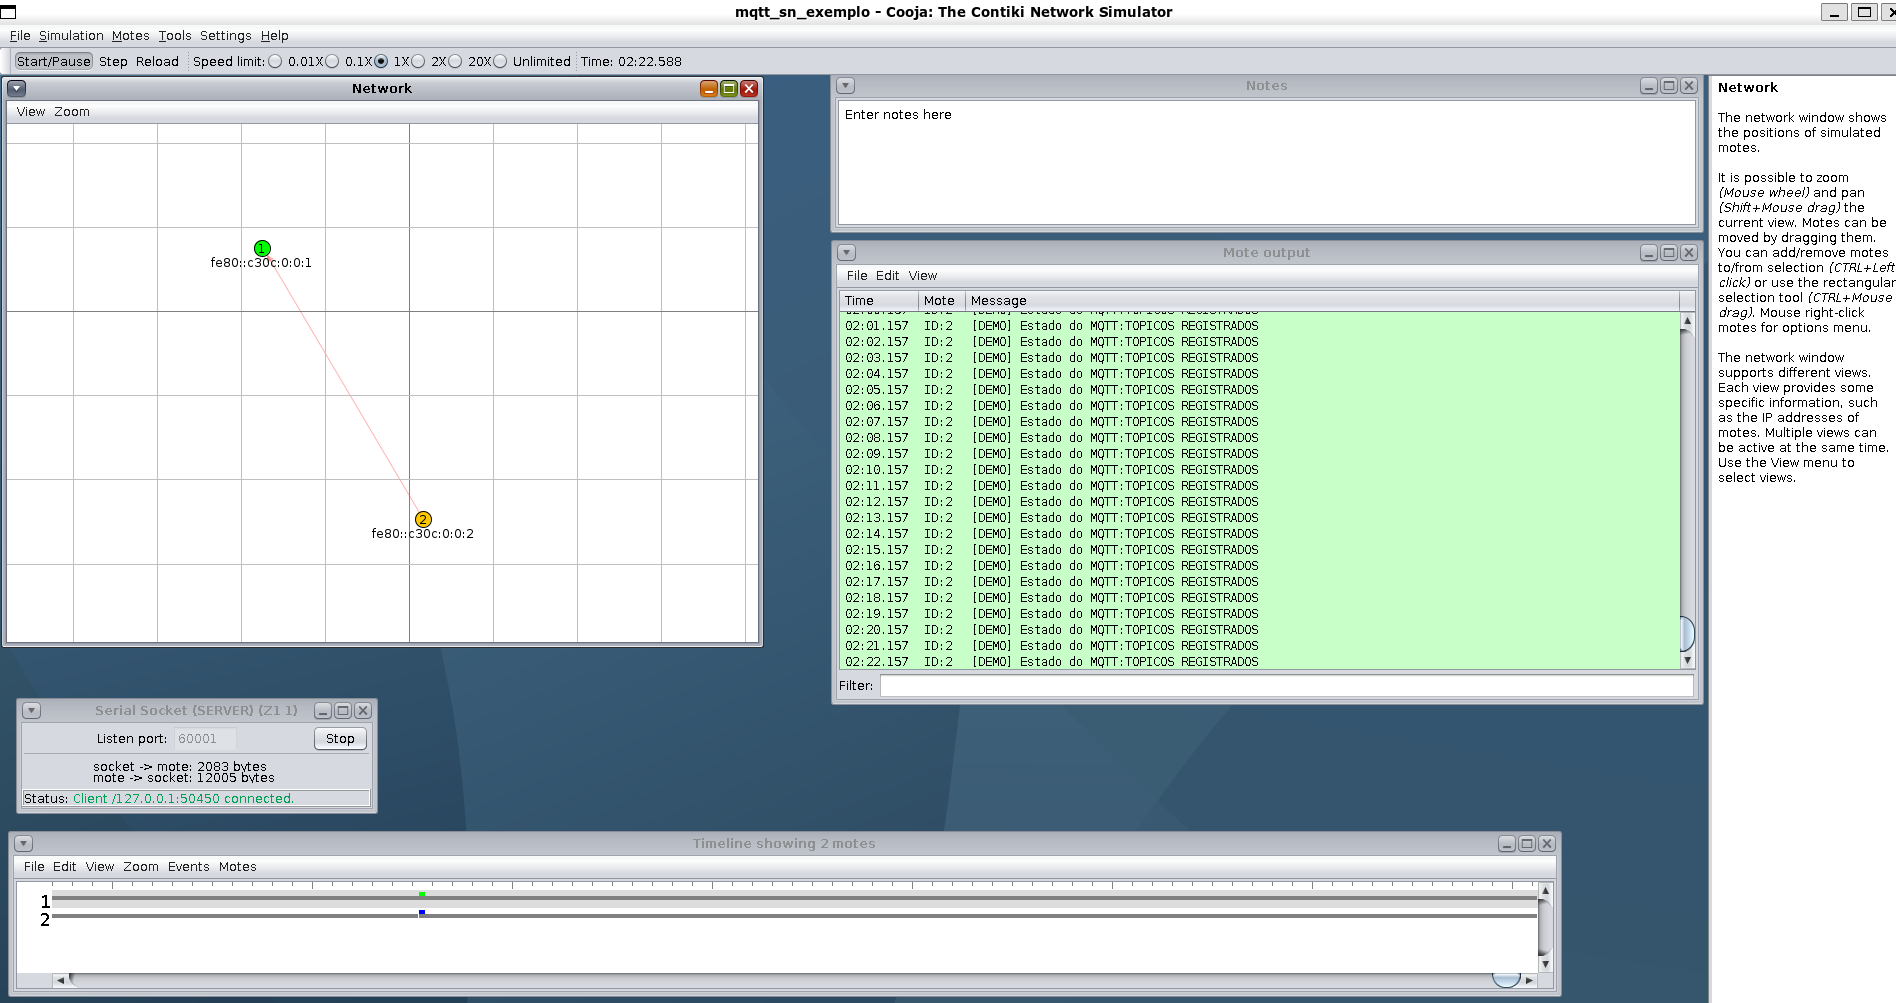 mqtt_sn_exemplo - Cooja: The Contiki Network Simulator
File Simulation Motes Tools Settings Help
Start/Pause Step Reload Speed limit: 0.01X 0.1X 1X 2X 20X Unlimited Time: 02:22.588
Network
View Zoom
1
fe80::c30c:0:0:1
2
fe80::c30c:0:0:2
Notes
Enter notes here
Mote output
File Edit View
Time Mote Message
02:01.157 ID:2 [DEMO] Estado do MQTT:TOPICOS REGISTRADOS
02:02.157 ID:2 [DEMO] Estado do MQTT:TOPICOS REGISTRADOS
02:03.157 ID:2 [DEMO] Estado do MQTT:TOPICOS REGISTRADOS
02:04.157 ID:2 [DEMO] Estado do MQTT:TOPICOS REGISTRADOS
02:05.157 ID:2 [DEMO] Estado do MQTT:TOPICOS REGISTRADOS
02:06.157 ID:2 [DEMO] Estado do MQTT:TOPICOS REGISTRADOS
02:07.157 ID:2 [DEMO] Estado do MQTT:TOPICOS REGISTRADOS
02:08.157 ID:2 [DEMO] Estado do MQTT:TOPICOS REGISTRADOS
02:09.157 ID:2 [DEMO] Estado do MQTT:TOPICOS REGISTRADOS
02:10.157 ID:2 [DEMO] Estado do MQTT:TOPICOS REGISTRADOS
02:11.157 ID:2 [DEMO] Estado do MQTT:TOPICOS REGISTRADOS
02:12.157 ID:2 [DEMO] Estado do MQTT:TOPICOS REGISTRADOS
02:13.157 ID:2 [DEMO] Estado do MQTT:TOPICOS REGISTRADOS
02:14.157 ID:2 [DEMO] Estado do MQTT:TOPICOS REGISTRADOS
02:15.157 ID:2 [DEMO] Estado do MQTT:TOPICOS REGISTRADOS
02:16.157 ID:2 [DEMO] Estado do MQTT:TOPICOS REGISTRADOS
02:17.157 ID:2 [DEMO] Estado do MQTT:TOPICOS REGISTRADOS
02:18.157 ID:2 [DEMO] Estado do MQTT:TOPICOS REGISTRADOS
02:19.157 ID:2 [DEMO] Estado do MQTT:TOPICOS REGISTRADOS
02:20.157 ID:2 [DEMO] Estado do MQTT:TOPICOS REGISTRADOS
02:21.157 ID:2 [DEMO] Estado do MQTT:TOPICOS REGISTRADOS
02:22.157 ID:2 [DEMO] Estado do MQTT:TOPICOS REGISTRADOS
Filter:
Network
The network window shows
the positions of simulated
motes.
It is possible to zoom
(Mouse wheel) and pan
(Shift+Mouse drag) the
current view. Motes can be
moved by dragging them.
You can add/remove motes
to/from selection (CTRL+Left
click) or use the rectangular
selection tool (CTRL+Mouse
drag). Mouse right-click
motes for options menu.
The network window
supports different views.
Each view provides some
specific information, such
as the IP addresses of
motes. Multiple views can
be active at the same time.
Use the View menu to
select views.
Serial Socket (SERVER) (Z1 1)
Listen port: 60001 Stop
socket -> mote: 2083 bytes
mote -> socket: 12005 bytes
Status: Client /127.0.0.1:50450 connected.
Timeline showing 2 motes
File Edit View Zoom Events Motes
1
2